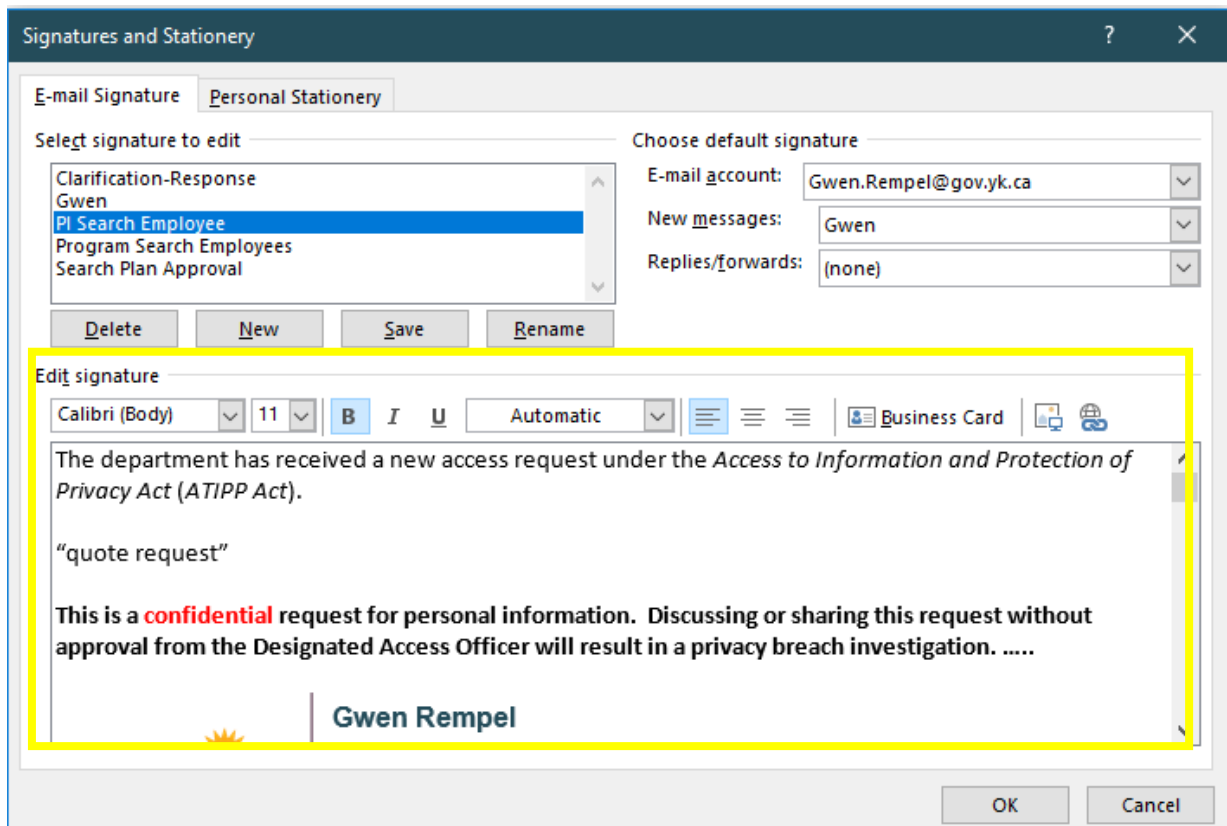 Signatures and Stationery ? ×
E-mail Signature Personal Stationery
Select signature to edit
Clarification-Response
Gwen
PI Search Employee
Program Search Employees
Search Plan Approval
Delete New Save Rename
Choose default signature
E-mail account: Gwen.Rempel@gov.yk.ca
New messages: Gwen
Replies/forwards: (none)
Edit signature
Calibri (Body) 11 B I U Automatic Business Card
The department has received a new access request under the Access to Information and Protection of
Privacy Act (ATIPP Act).
“quote request”
This is a confidential request for personal information.  Discussing or sharing this request without
approval from the Designated Access Officer will result in a privacy breach investigation. …..
Gwen Rempel
OK Cancel